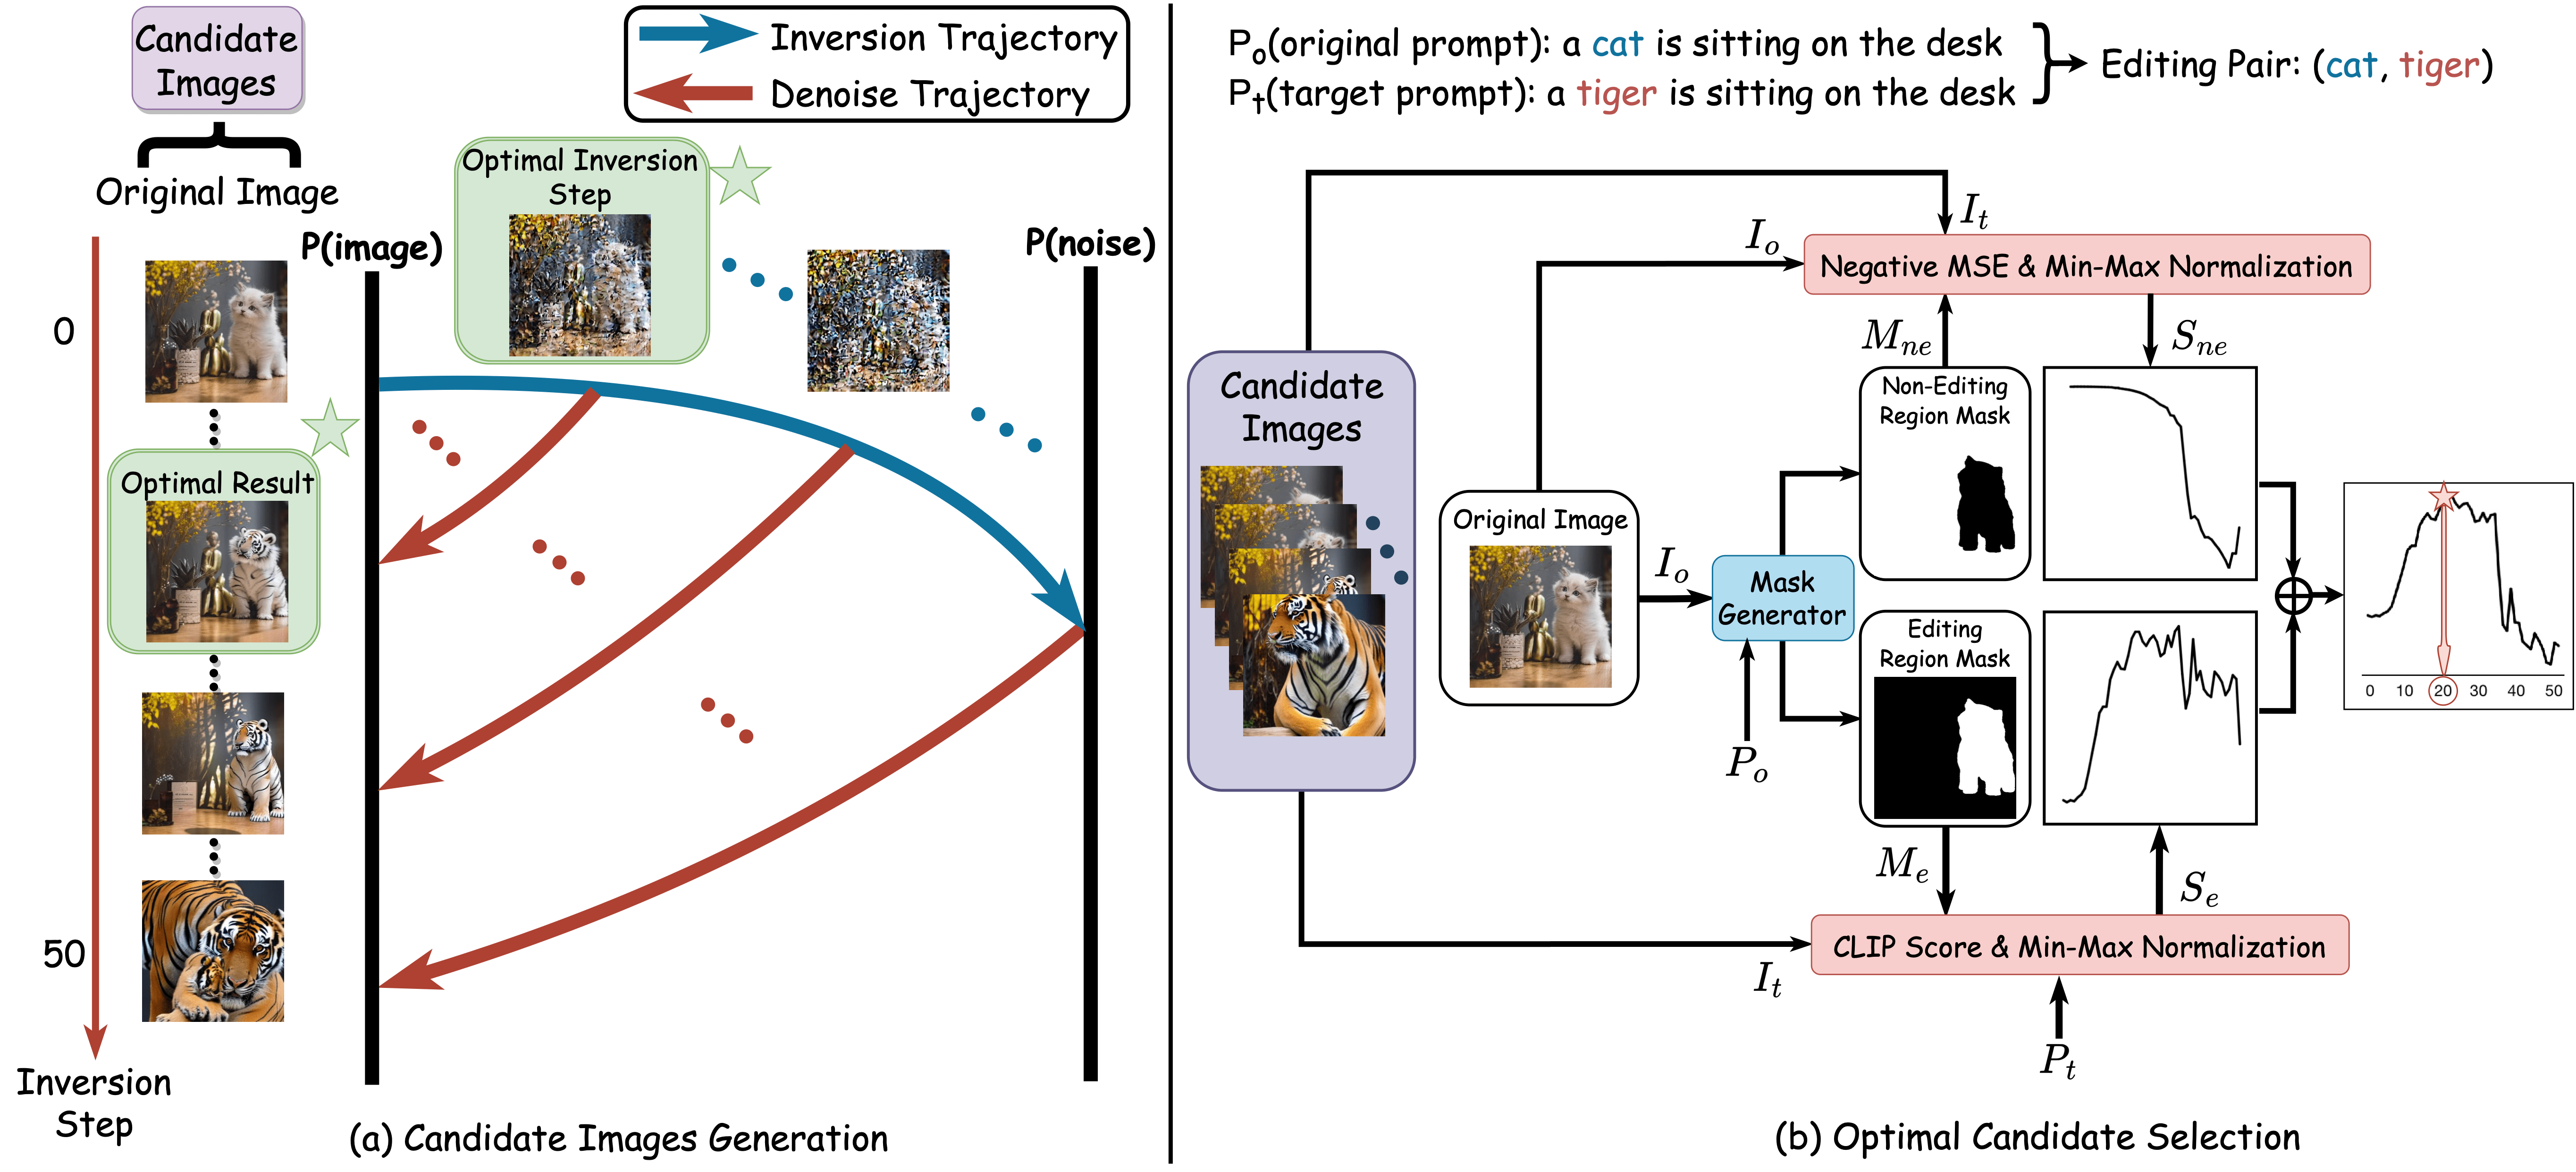 Candidate
Images
Original Image
Inversion Trajectory
Denoise Trajectory
Optimal Inversion
Step
P(image)
P(noise)
0
Optimal Result
50
Inversion
Step
(a) Candidate Images Generation
P_o(original prompt): a cat is sitting on the desk
P_t(target prompt): a tiger is sitting on the desk
Editing Pair: (cat, tiger)
I_t
I_o
Negative MSE & Min-Max Normalization
M_ne
S_ne
Candidate
Images
Non-Editing
Region Mask
Original Image
I_o
Mask
Generator
P_o
Editing
Region Mask
0 10 20 30 40 50
M_e
S_e
CLIP Score & Min-Max Normalization
I_t
P_t
(b) Optimal Candidate Selection